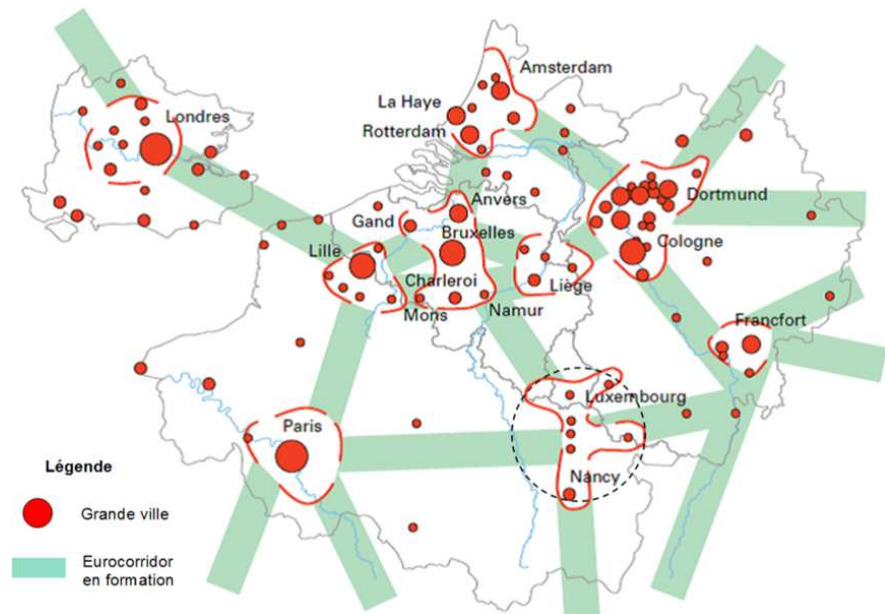 Amsterdam
La Haye
Londres
Rotterdam
Dortmund
Anvers
Gand
Bruxelles
Lille
Cologne
Charleroi
Liège
Mons
Namur
Francfort
Luxembourg
Paris
Légende
Nancy
Grande ville
Eurocorridor
en formation